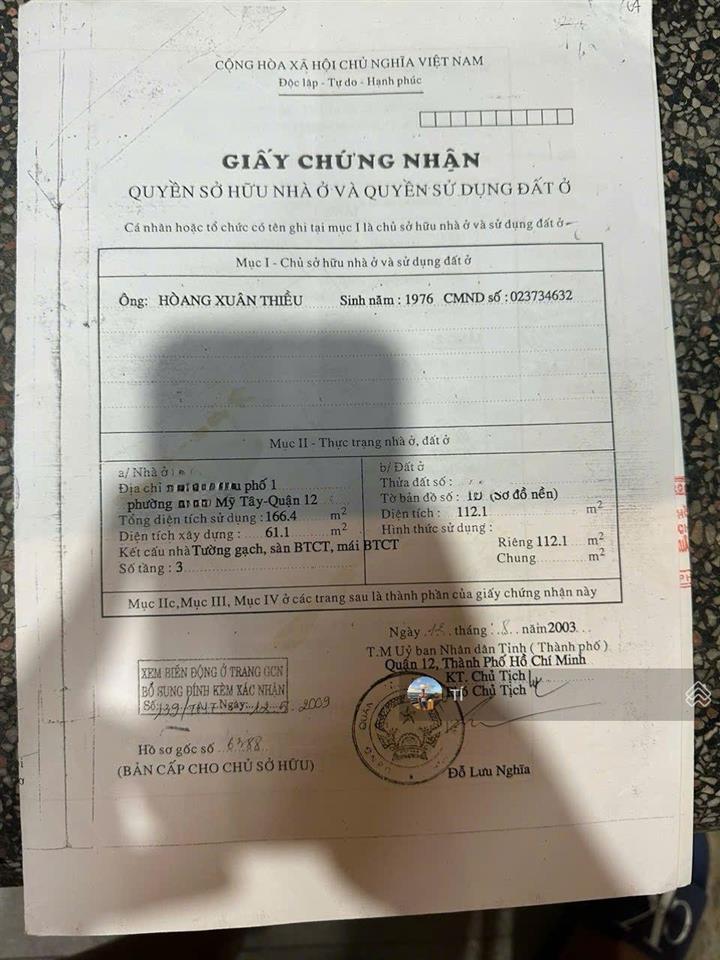 CỘNG HÒA XÃ HỘI CHỦ NGHĨA VIỆT NAM
Độc lập - Tự do - Hạnh phúc
GIẤY CHỨNG NHẬN
QUYỀN SỞ HỮU NHÀ Ở VÀ QUYỀN SỬ DỤNG ĐẤT Ở
Cá nhân hoặc tổ chức có tên ghi tại mục I là chủ sở hữu nhà ở và sử dụng đất ở
Mục I - Chủ sở hữu nhà ở và sử dụng đất ở
Ông: HÒANG XUÂN THIỀU Sinh năm : 1976 CMND số : 023734632
Mục II - Thực trạng nhà ở, đất ở
a/ Nhà ở
Địa chỉ phố 1
phường Mỹ Tây-Quận 12
Tổng diện tích sử dụng : 166.4 m²
Diện tích xây dựng : 61.1 m²
Kết cấu nhà Tường gạch, sàn BTCT, mái BTCT
Số tầng : 3
b/ Đất ở
Thửa đất số :
Tờ bản đồ số : (Sơ đồ nền)
Diện tích : 112.1 m²
Hình thức sử dụng :
Riêng 112.1 m²
Chung m²
Mục IIc, Mục III, Mục IV ở các trang sau là thành phần của giấy chứng nhận này
Ngày tháng 8 năm 2003
T.M Uỷ ban Nhân dân Tỉnh (Thành phố)
Quận 12, Thành Phố Hồ Chí Minh
KT. Chủ Tịch
Phó Chủ Tịch
Đỗ Lưu Nghĩa
XEM BIẾN ĐỘNG Ở TRANG GCN
BỔ SUNG ĐÍNH KÈM XÁC NHẬN
Số: Ngày: 2009
Hồ sơ gốc số
(BẢN CẤP CHO CHỦ SỞ HỮU)